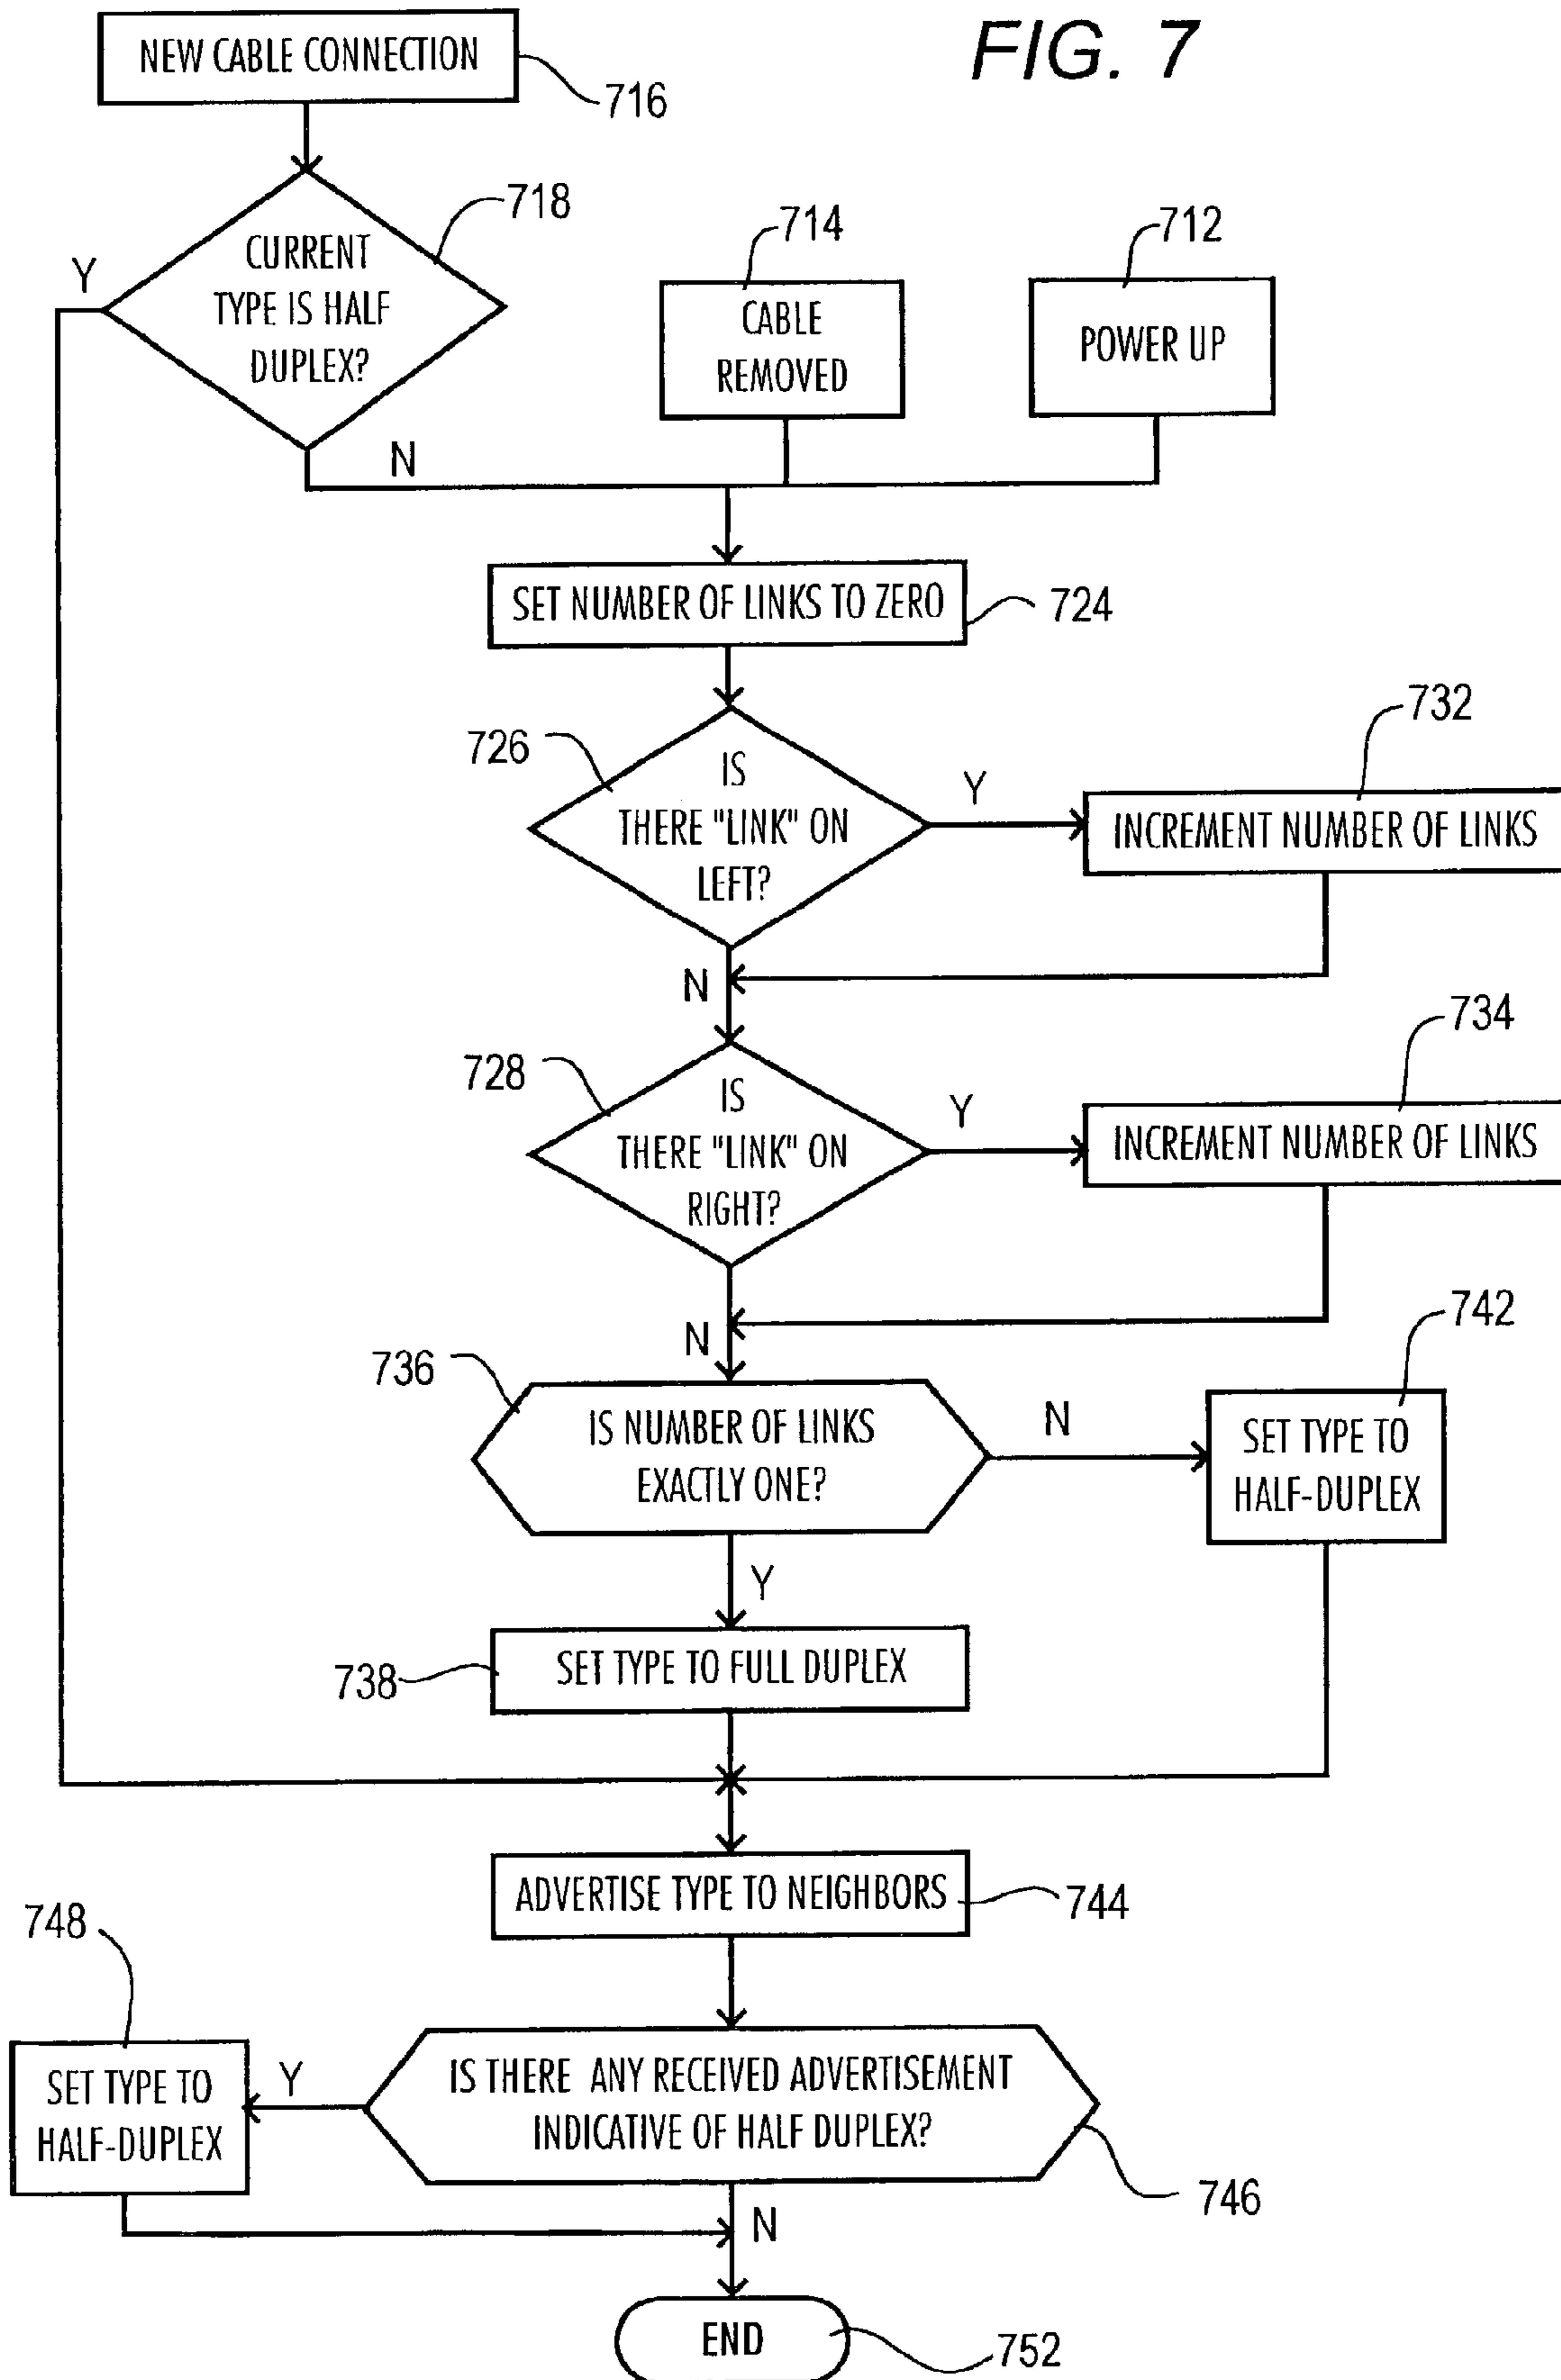 FIG. 7
NEW CABLE CONNECTION
716
718
CURRENT
TYPE IS HALF
DUPLEX?
Y
N
714
CABLE
REMOVED
712
POWER UP
SET NUMBER OF LINKS TO ZERO
724
726
IS
THERE "LINK" ON
LEFT?
Y
732
INCREMENT NUMBER OF LINKS
N
728
IS
THERE "LINK" ON
RIGHT?
Y
734
INCREMENT NUMBER OF LINKS
N
736
IS NUMBER OF LINKS
EXACTLY ONE?
N
742
SET TYPE TO
HALF-DUPLEX
Y
738
SET TYPE TO FULL DUPLEX
ADVERTISE TYPE TO NEIGHBORS
744
748
SET TYPE TO
HALF-DUPLEX
Y
IS THERE ANY RECEIVED ADVERTISEMENT
INDICATIVE OF HALF DUPLEX?
746
N
END
752